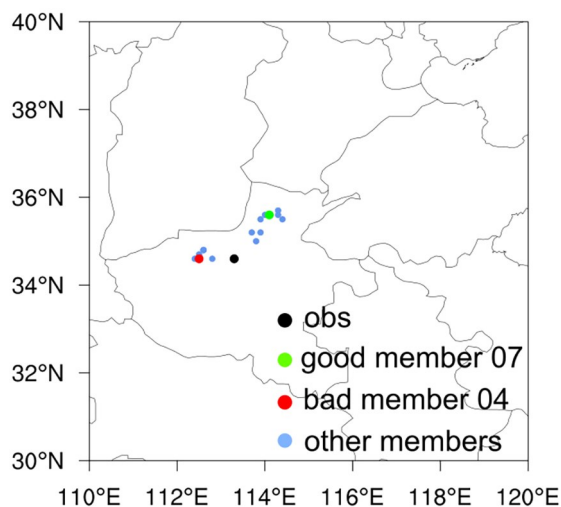 40°N
38°N
36°N
34°N
32°N
30°N
obs
good member 07
bad member 04
other members
110°E 112°E 114°E 116°E 118°E 120°E